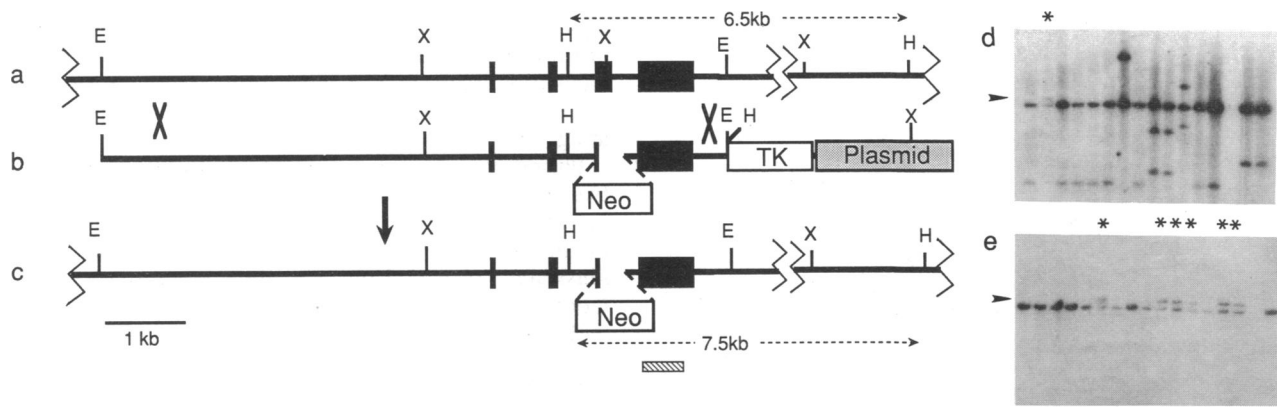 6.5kb
E X H X E X H
a
E X H E H X
b
TK Plasmid
Neo
E X H E X H
c
Neo
1 kb
7.5kb
d
*
e
* *** **